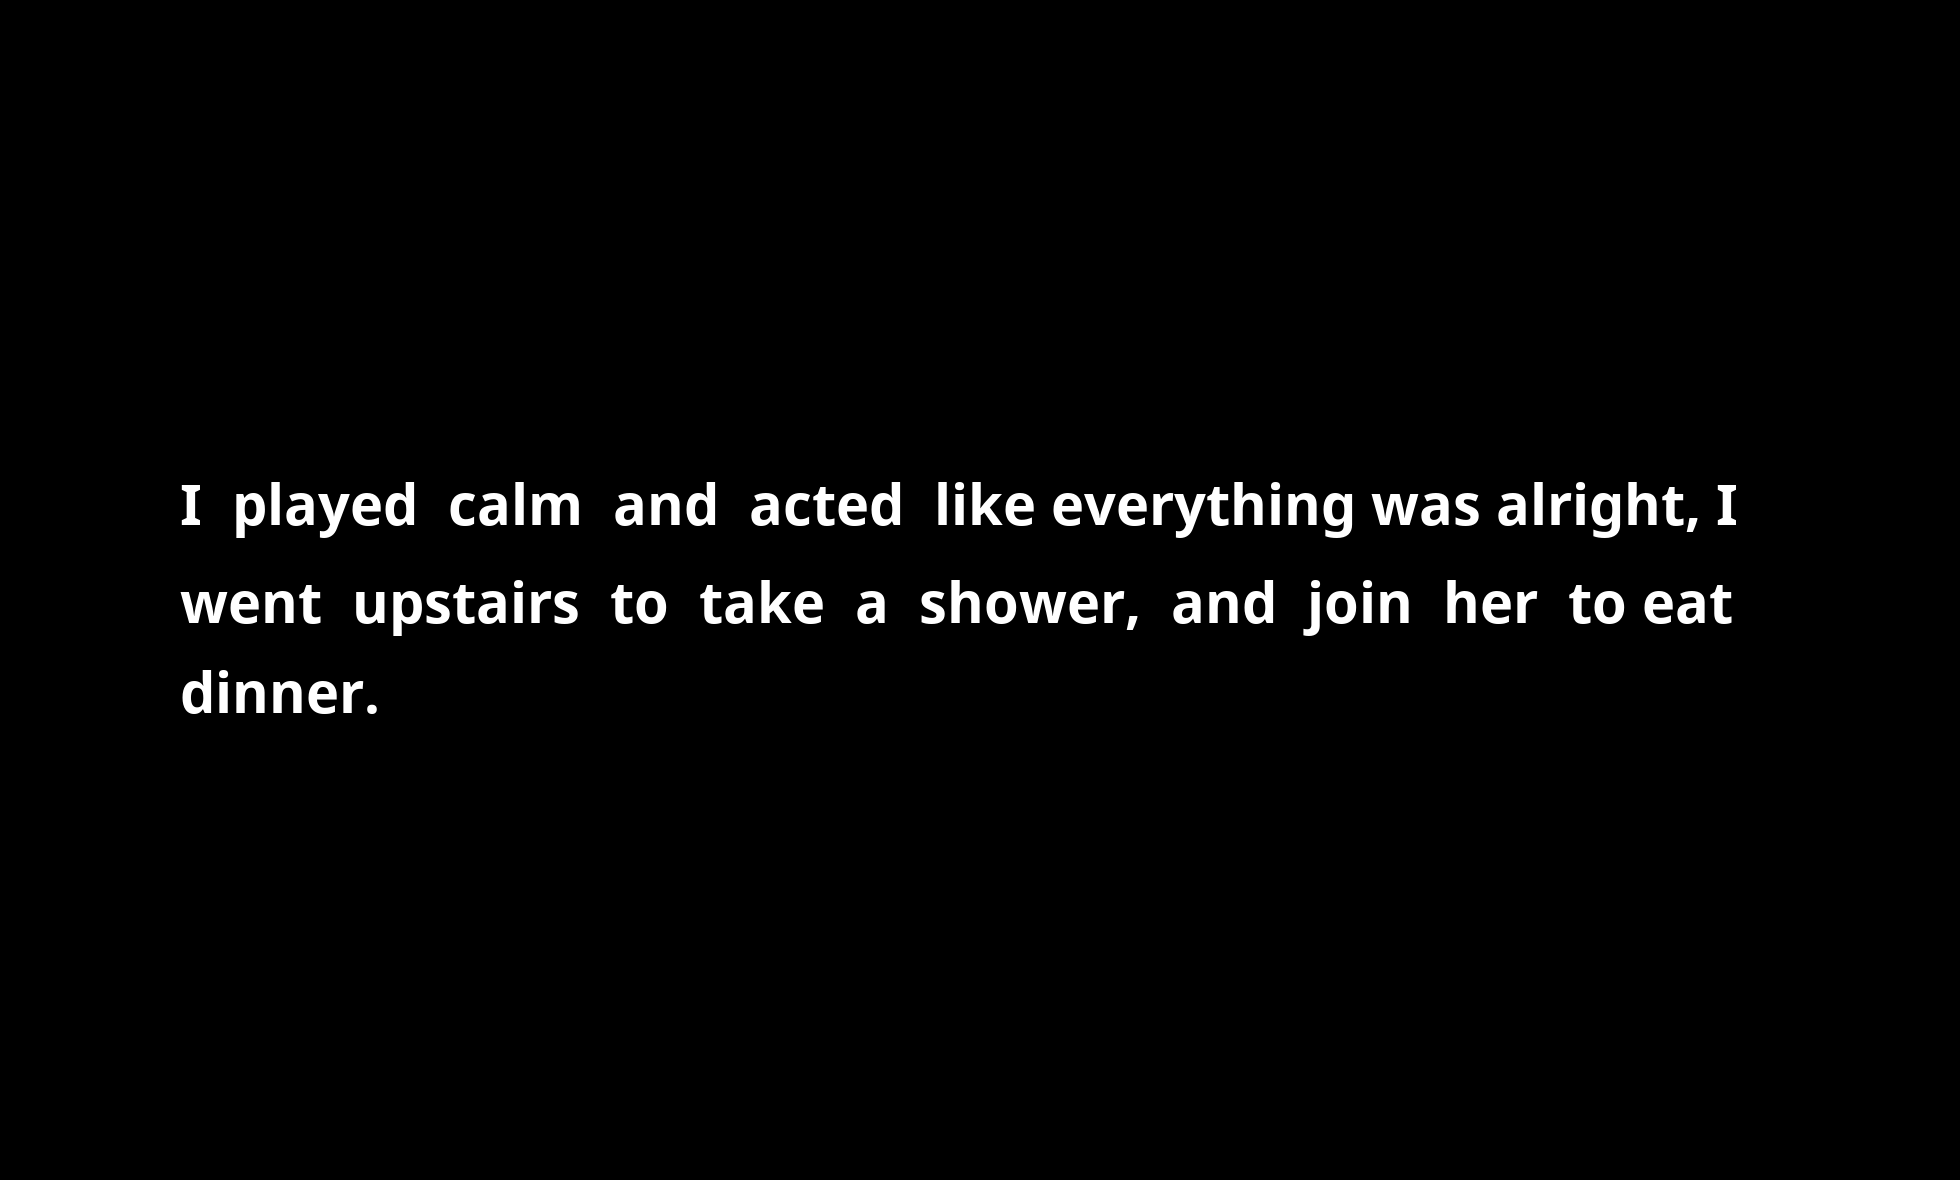 I played calm and acted like everything was alright, I
went upstairs to take a shower, and join her to eat
dinner.